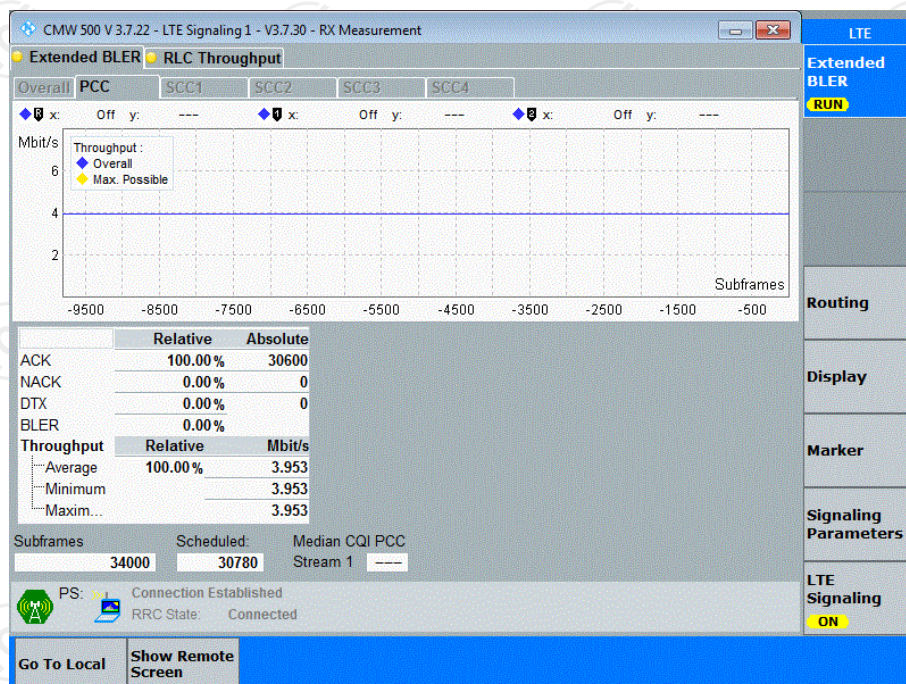 CMW 500 V 3.7.22 - LTE Signaling 1 - V3.7.30 - RX Measurement
LTE
Extended BLER RLC Throughput
Extended
BLER
RUN
Overall PCC SCC1 SCC2 SCC3 SCC4
R x: Off y: --- 1 x: Off y: --- 2 x: Off y: ---
Mbit/s
Throughput :
Overall
Max. Possible
6
4
2
Subframes
-9500 -8500 -7500 -6500 -5500 -4500 -3500 -2500 -1500 -500
Relative Absolute
ACK 100.00 % 30600
NACK 0.00 % 0
DTX 0.00 % 0
BLER 0.00 %
Throughput Relative Mbit/s
Average 100.00 % 3.953
Minimum 3.953
Maxim... 3.953
Subframes Scheduled: Median CQI PCC
34000 30780 Stream 1 ---
PS: Connection Established
RRC State: Connected
Routing
Display
Marker
Signaling
Parameters
LTE
Signaling
ON
Go To Local
Show Remote
Screen